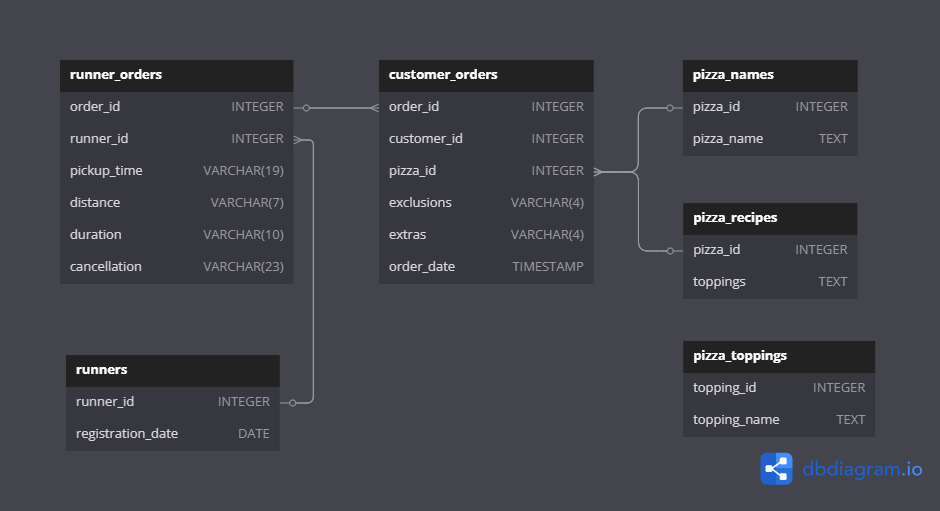 runner_orders
order_id INTEGER
runner_id INTEGER
pickup_time VARCHAR(19)
distance VARCHAR(7)
duration VARCHAR(10)
cancellation VARCHAR(23)
customer_orders
order_id INTEGER
customer_id INTEGER
pizza_id INTEGER
exclusions VARCHAR(4)
extras VARCHAR(4)
order_date TIMESTAMP
pizza_names
pizza_id INTEGER
pizza_name TEXT
pizza_recipes
pizza_id INTEGER
toppings TEXT
runners
runner_id INTEGER
registration_date DATE
pizza_toppings
topping_id INTEGER
topping_name TEXT
dbdiagram.io